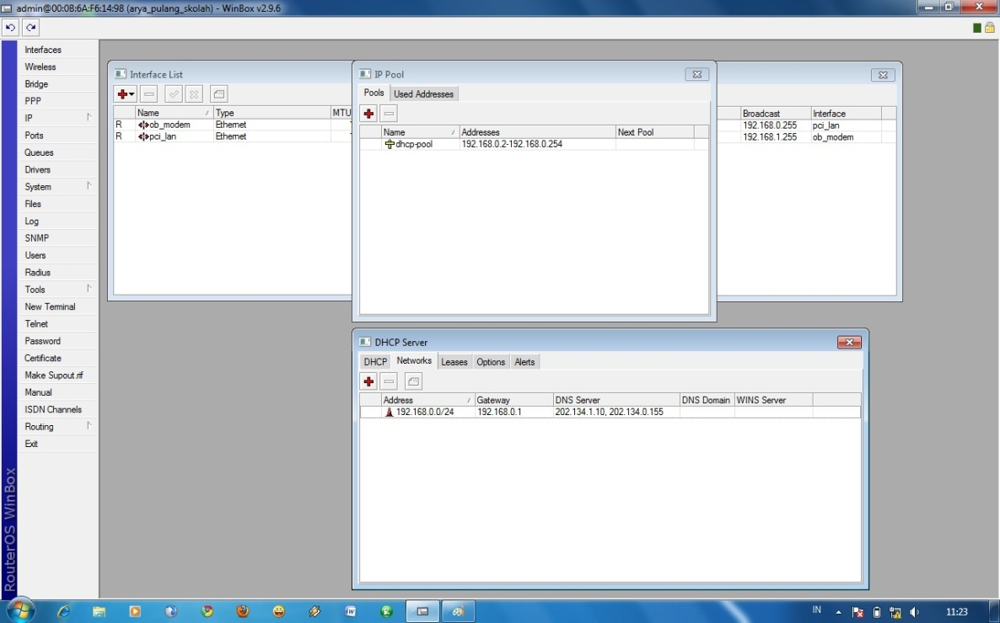 admin@00:0B:6A:F6:14:98 (arya_pulang_skolah) - WinBox v2.9.6
Interfaces
Wireless
Bridge
PPP
IP
Ports
Queues
Drivers
System
Files
Log
SNMP
Users
Radius
Tools
New Terminal
Telnet
Password
Certificate
Make Supout.rif
Manual
ISDN Channels
Routing
Exit
RouterOS WinBox
Interface List
Name Type MTU
R ob_modem Ethernet
R pci_lan Ethernet
IP Pool
Pools Used Addresses
Name Addresses Next Pool
dhcp-pool 192.168.0.2-192.168.0.254
Broadcast Interface
192.168.0.255 pci_lan
192.168.1.255 ob_modem
DHCP Server
DHCP Networks Leases Options Alerts
Address Gateway DNS Server DNS Domain WINS Server
192.168.0.0/24 192.168.0.1 202.134.1.10, 202.134.0.155
IN 11:23